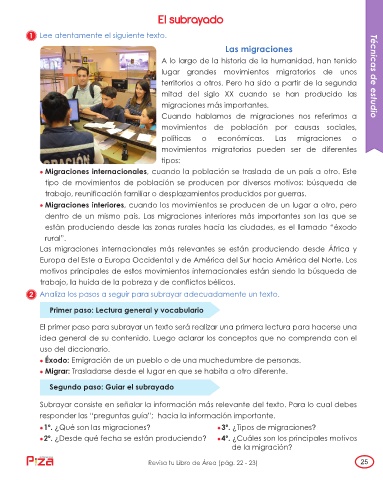 El subrayado
1 Lee atentamente el siguiente texto.
Técnicas de estudio
Las migraciones
A lo largo de la historia de la humanidad, han tenido
lugar grandes movimientos migratorios de unos
territorios a otros. Pero ha sido a partir de la segunda
mitad del siglo XX cuando se han producido las
migraciones más importantes.
Cuando hablamos de migraciones nos referimos a
movimientos de población por causas sociales,
políticas o económicas. Las migraciones o
movimientos migratorios pueden ser de diferentes
tipos:
• Migraciones internacionales, cuando la población se traslada de un país a otro. Este
tipo de movimientos de población se producen por diversos motivos: búsqueda de
trabajo, reunificación familiar o desplazamientos producidos por guerras.
• Migraciones interiores, cuando los movimientos se producen de un lugar a otro, pero
dentro de un mismo país. Las migraciones interiores más importantes son las que se
están produciendo desde las zonas rurales hacia las ciudades, es el llamado “éxodo
rural”.
Las migraciones internacionales más relevantes se están produciendo desde África y
Europa del Este a Europa Occidental y de América del Sur hacia América del Norte. Los
motivos principales de estos movimientos internacionales están siendo la búsqueda de
trabajo, la huida de la pobreza y de conflictos bélicos.
2 Analiza los pasos a seguir para subrayar adecuadamente un texto.
Primer paso: Lectura general y vocabulario
El primer paso para subrayar un texto será realizar una primera lectura para hacerse una
idea general de su contenido. Luego aclarar los conceptos que no comprenda con el
uso del diccionario.
• Éxodo: Emigración de un pueblo o de una muchedumbre de personas.
• Migrar: Trasladarse desde el lugar en que se habita a otro diferente.
Segundo paso: Guiar el subrayado
Subrayar consiste en señalar la información más relevante del texto. Para lo cual debes
responder las “preguntas guía”; hacia la información importante.
• 1°. ¿Qué son las migraciones?
• 2°. ¿Desde qué fecha se están produciendo?
• 3°. ¿Tipos de migraciones?
• 4°. ¿Cuáles son los principales motivos
de la migración?
Revisa tu Libro de Área (pág. 22 - 23)
25